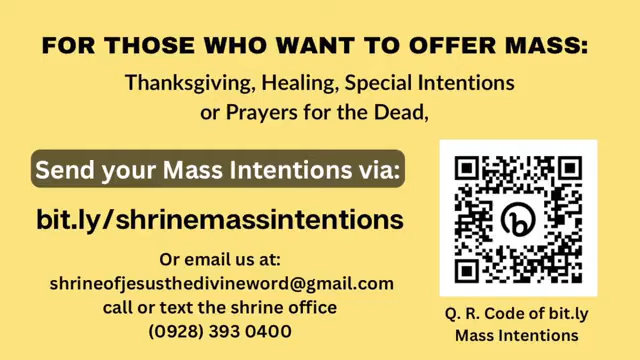 FOR THOSE WHO WANT TO OFFER MASS:
Thanksgiving, Healing, Special Intentions
or Prayers for the Dead,
Send your Mass Intentions via:
bit.ly/shrinemassintentions
Or email us at:
shrineofjesusthedivineword@gmail.com
call or text the shrine office
(0928) 393 0400
b
Q. R. Code of bit.ly
Mass Intentions